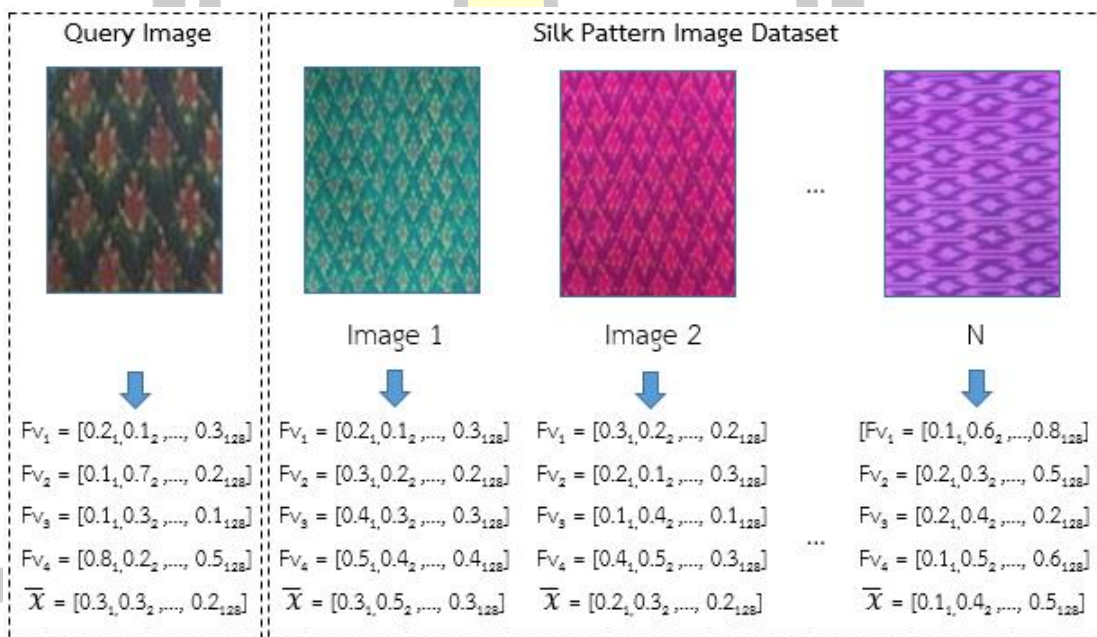 Query Image
Fv₁ = [0.2₁,0.1₂ ,..., 0.3₁₂₈]
Fv₂ = [0.1₁,0.7₂ ,..., 0.2₁₂₈]
Fv₃ = [0.1₁,0.3₂ ,..., 0.1₁₂₈]
Fv₄ = [0.8₁,0.2₂ ,..., 0.5₁₂₈]
x̅ = [0.3₁,0.3₂ ,..., 0.2₁₂₈]
Silk Pattern Image Dataset
Image 1
Fv₁ = [0.2₁,0.1₂ ,..., 0.3₁₂₈]
Fv₂ = [0.3₁,0.2₂ ,..., 0.2₁₂₈]
Fv₃ = [0.4₁,0.3₂ ,..., 0.3₁₂₈]
Fv₄ = [0.5₁,0.4₂ ,..., 0.4₁₂₈]
x̅ = [0.3₁,0.5₂ ,..., 0.3₁₂₈]
Image 2
Fv₁ = [0.3₁,0.2₂ ,..., 0.2₁₂₈]
Fv₂ = [0.2₁,0.1₂ ,..., 0.3₁₂₈]
Fv₃ = [0.1₁,0.4₂ ,..., 0.1₁₂₈]
Fv₄ = [0.4₁,0.5₂ ,..., 0.3₁₂₈]
x̅ = [0.2₁,0.3₂ ,..., 0.2₁₂₈]
...
...
N
[Fv₁ = [0.1₁,0.6₂ ,...,0.8₁₂₈]
Fv₂ = [0.2₁,0.3₂ ,..., 0.5₁₂₈]
Fv₃ = [0.2₁,0.4₂ ,..., 0.2₁₂₈]
Fv₄ = [0.1₁,0.5₂ ,..., 0.6₁₂₈]
x̅ = [0.1₁,0.4₂ ,..., 0.5₁₂₈]